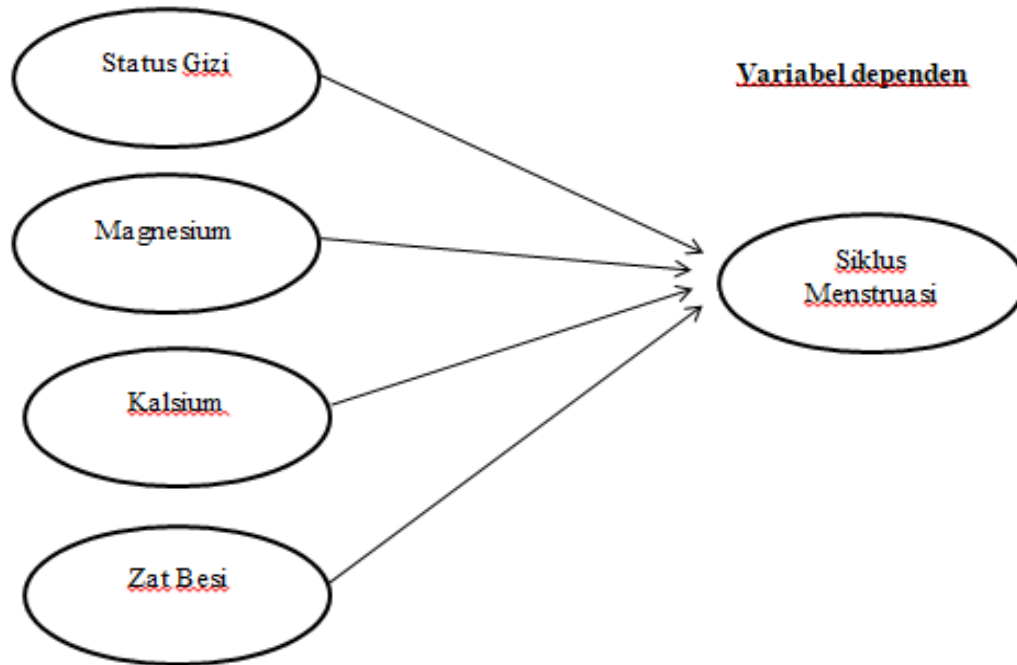 Status Gizi
Variabel dependen
Magnesium
Siklus
Menstruasi
Kalsium
Zat Besi